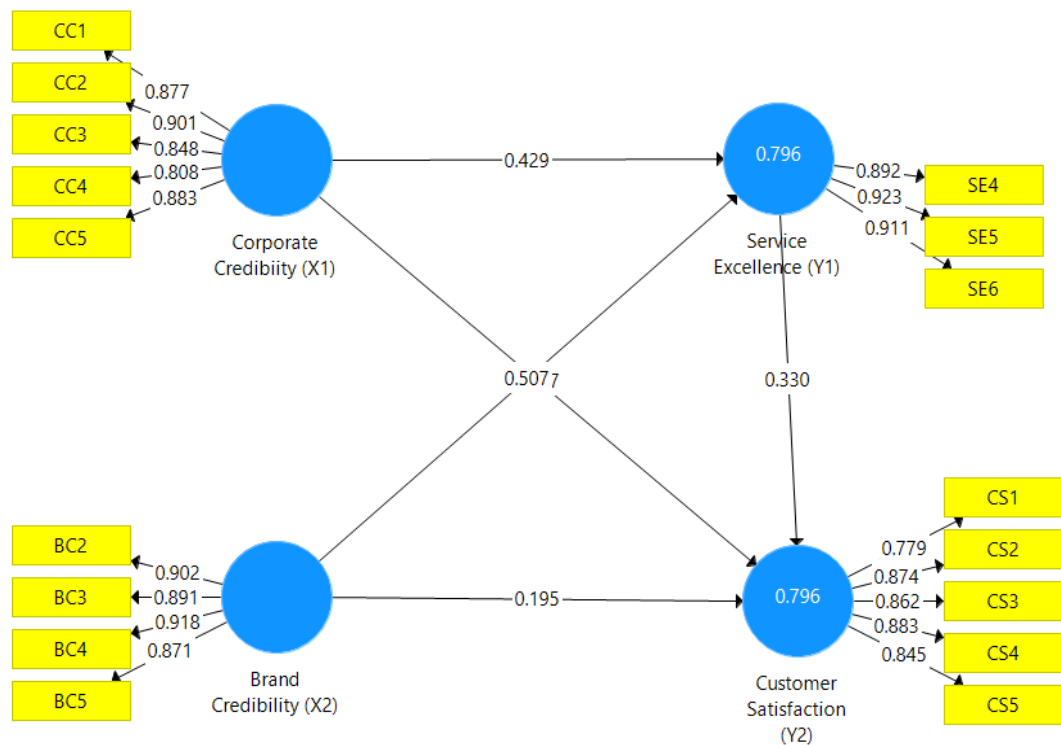 CC1
CC2
CC3
CC4
CC5
0.877
0.901
0.848
0.808
0.883
Corporate
Credibiity (X1)
0.429
0.796
Service
Excellence (Y1)
0.892
0.923
0.911
SE4
SE5
SE6
0.507
0.330
BC2
BC3
BC4
BC5
0.902
0.891
0.918
0.871
Brand
Credibility (X2)
0.195
0.796
Customer
Satisfaction
(Y2)
0.779
0.874
0.862
0.883
0.845
CS1
CS2
CS3
CS4
CS5